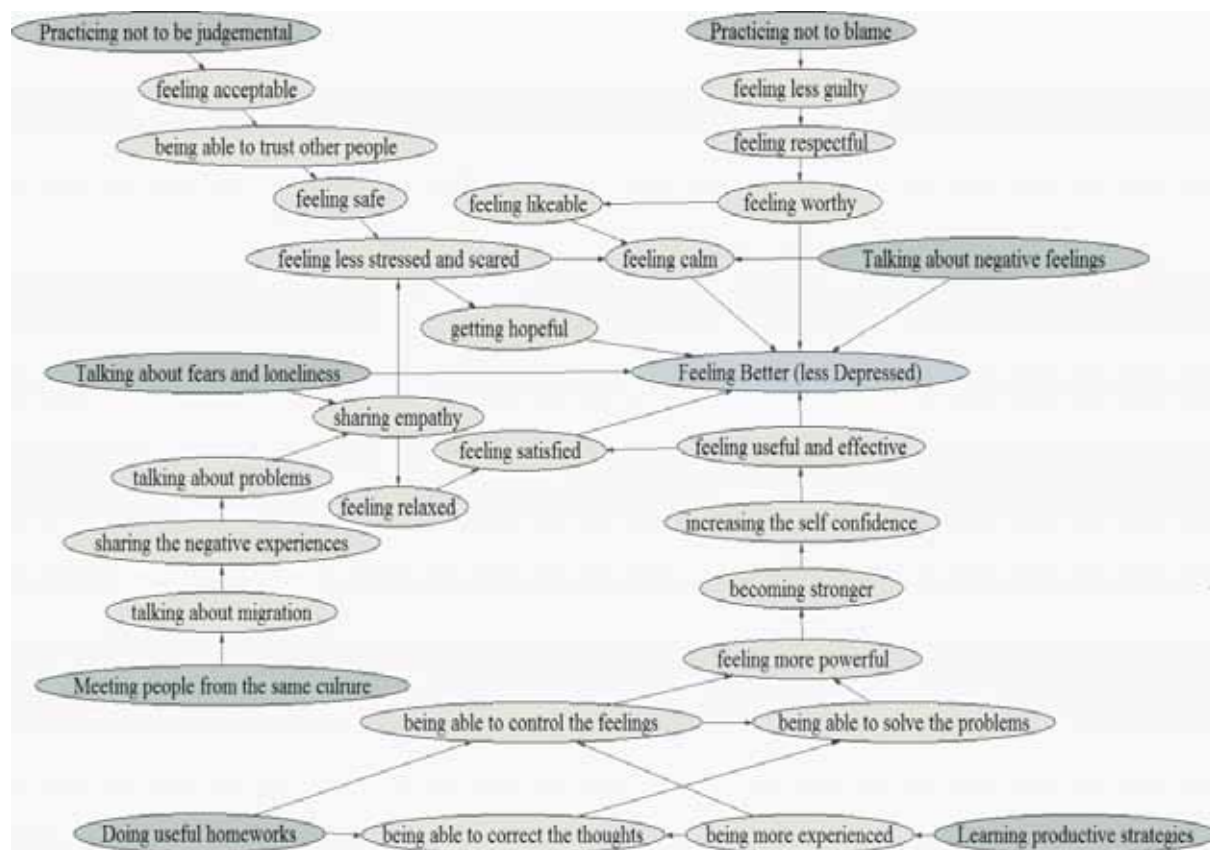 Practicing not to be judgemental
Practicing not to blame
feeling acceptable
feeling less guilty
being able to trust other people
feeling respectful
feeling safe
feeling likeable
feeling worthy
feeling less stressed and scared
feeling calm
Talking about negative feelings
getting hopeful
Talking about fears and loneliness
Feeling Better (less Depressed)
sharing empathy
feeling satisfied
feeling useful and effective
talking about problems
feeling relaxed
increasing the self confidence
sharing the negative experiences
becoming stronger
talking about migration
feeling more powerful
Meeting people from the same culrure
being able to control the feelings
being able to solve the problems
Doing useful homeworks
being able to correct the thoughts
being more experienced
Learning productive strategies